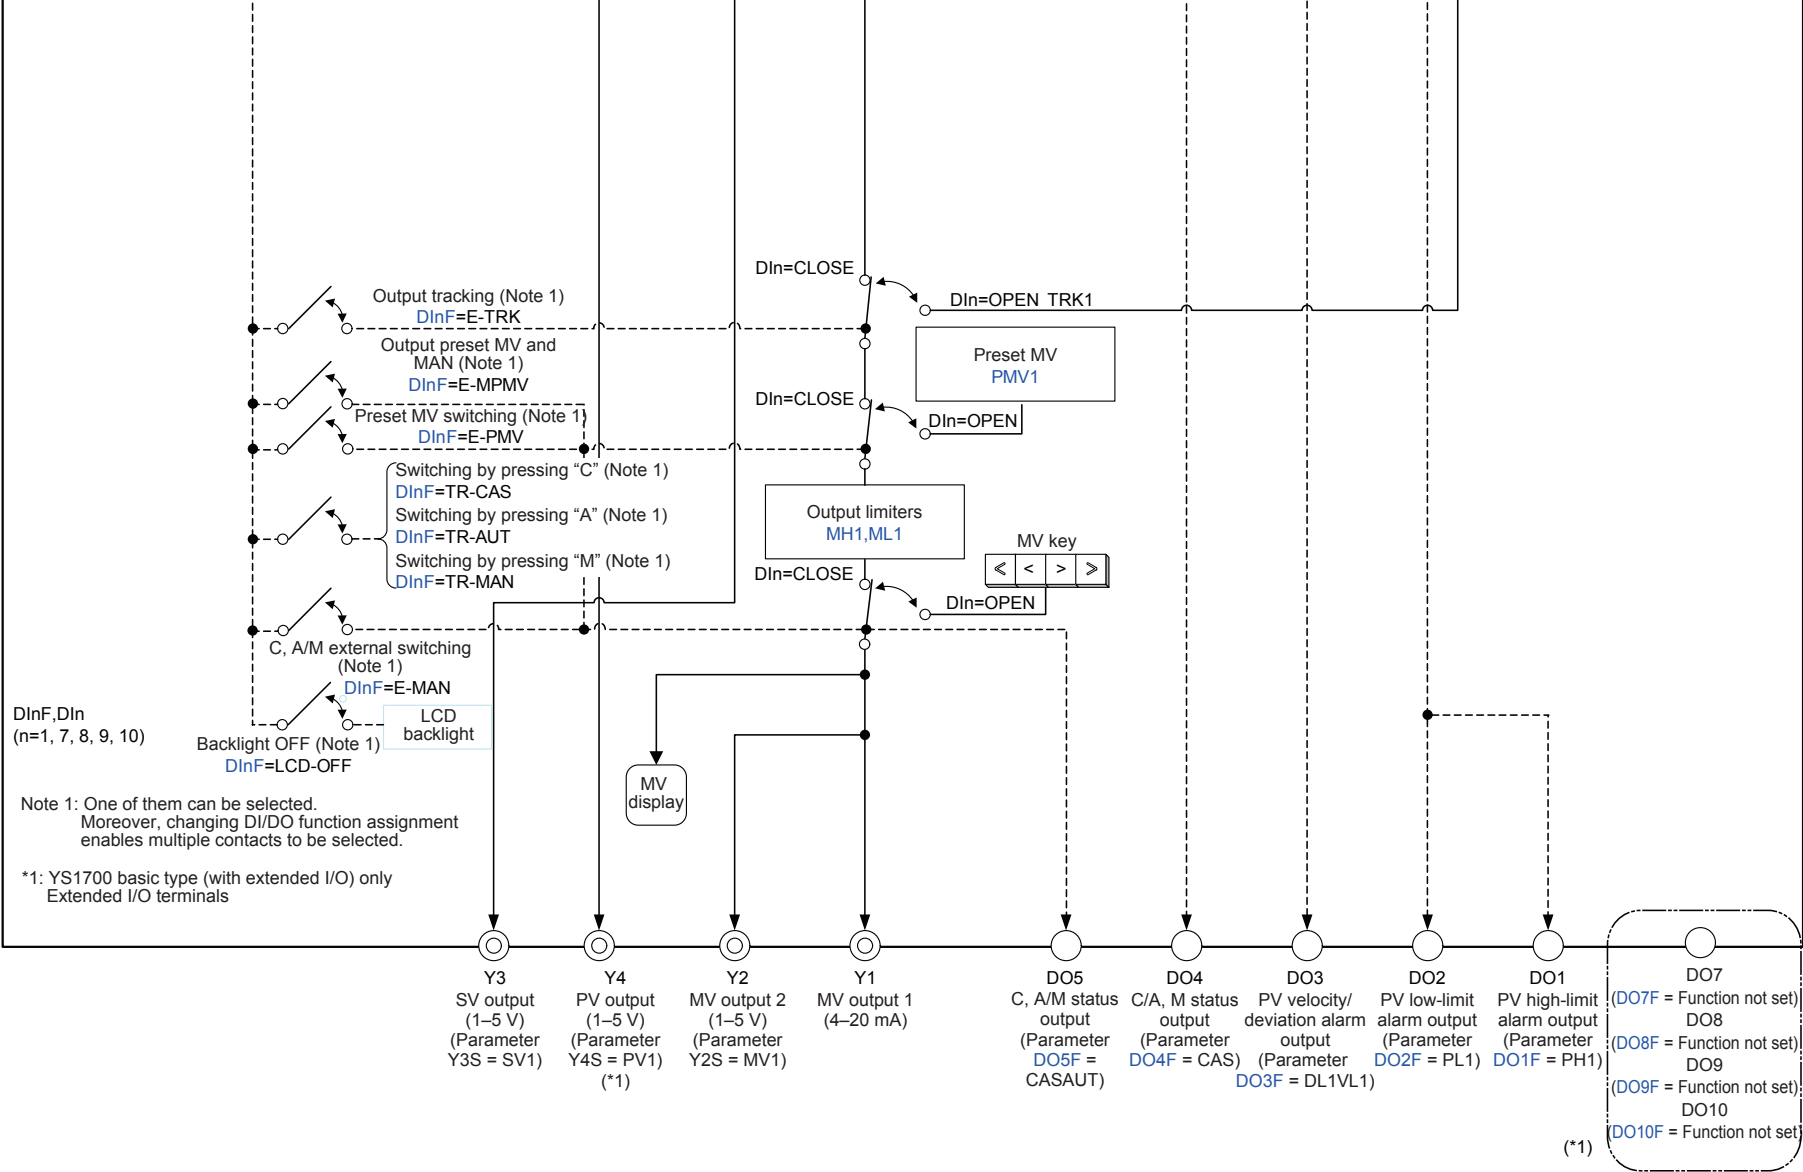 DIn=CLOSE
DIn=OPEN TRK1
Output tracking (Note 1)
DInF=E-TRK
Output preset MV and
MAN (Note 1)
DInF=E-MPMV
Preset MV
PMV1
DIn=CLOSE
DIn=OPEN
Preset MV switching (Note 1)
DInF=E-PMV
Switching by pressing “C” (Note 1)
DInF=TR-CAS
Switching by pressing “A” (Note 1)
DInF=TR-AUT
Switching by pressing “M” (Note 1)
DInF=TR-MAN
Output limiters
MH1,ML1
MV key
≪ < > ≫
DIn=CLOSE
DIn=OPEN
C, A/M external switching
(Note 1)
DInF=E-MAN
LCD
backlight
Backlight OFF (Note 1)
DInF=LCD-OFF
DInF,DIn
(n=1, 7, 8, 9, 10)
MV
display
Note 1: One of them can be selected.
Moreover, changing DI/DO function assignment
enables multiple contacts to be selected.
*1: YS1700 basic type (with extended I/O) only
Extended I/O terminals
Y3
SV output
(1–5 V)
(Parameter
Y3S = SV1)
Y4
PV output
(1–5 V)
(Parameter
Y4S = PV1)
(*1)
Y2
MV output 2
(1–5 V)
(Parameter
Y2S = MV1)
Y1
MV output 1
(4–20 mA)
DO5
C, A/M status
output
(Parameter
DO5F =
CASAUT)
DO4
C/A, M status
output
(Parameter
DO4F = CAS)
DO3
PV velocity/
deviation alarm
output
(Parameter
DO3F = DL1VL1)
DO2
PV low-limit
alarm output
(Parameter
DO2F = PL1)
DO1
PV high-limit
alarm output
(Parameter
DO1F = PH1)
DO7
(DO7F = Function not set)
DO8
(DO8F = Function not set)
DO9
(DO9F = Function not set)
DO10
(DO10F = Function not set)
(*1)